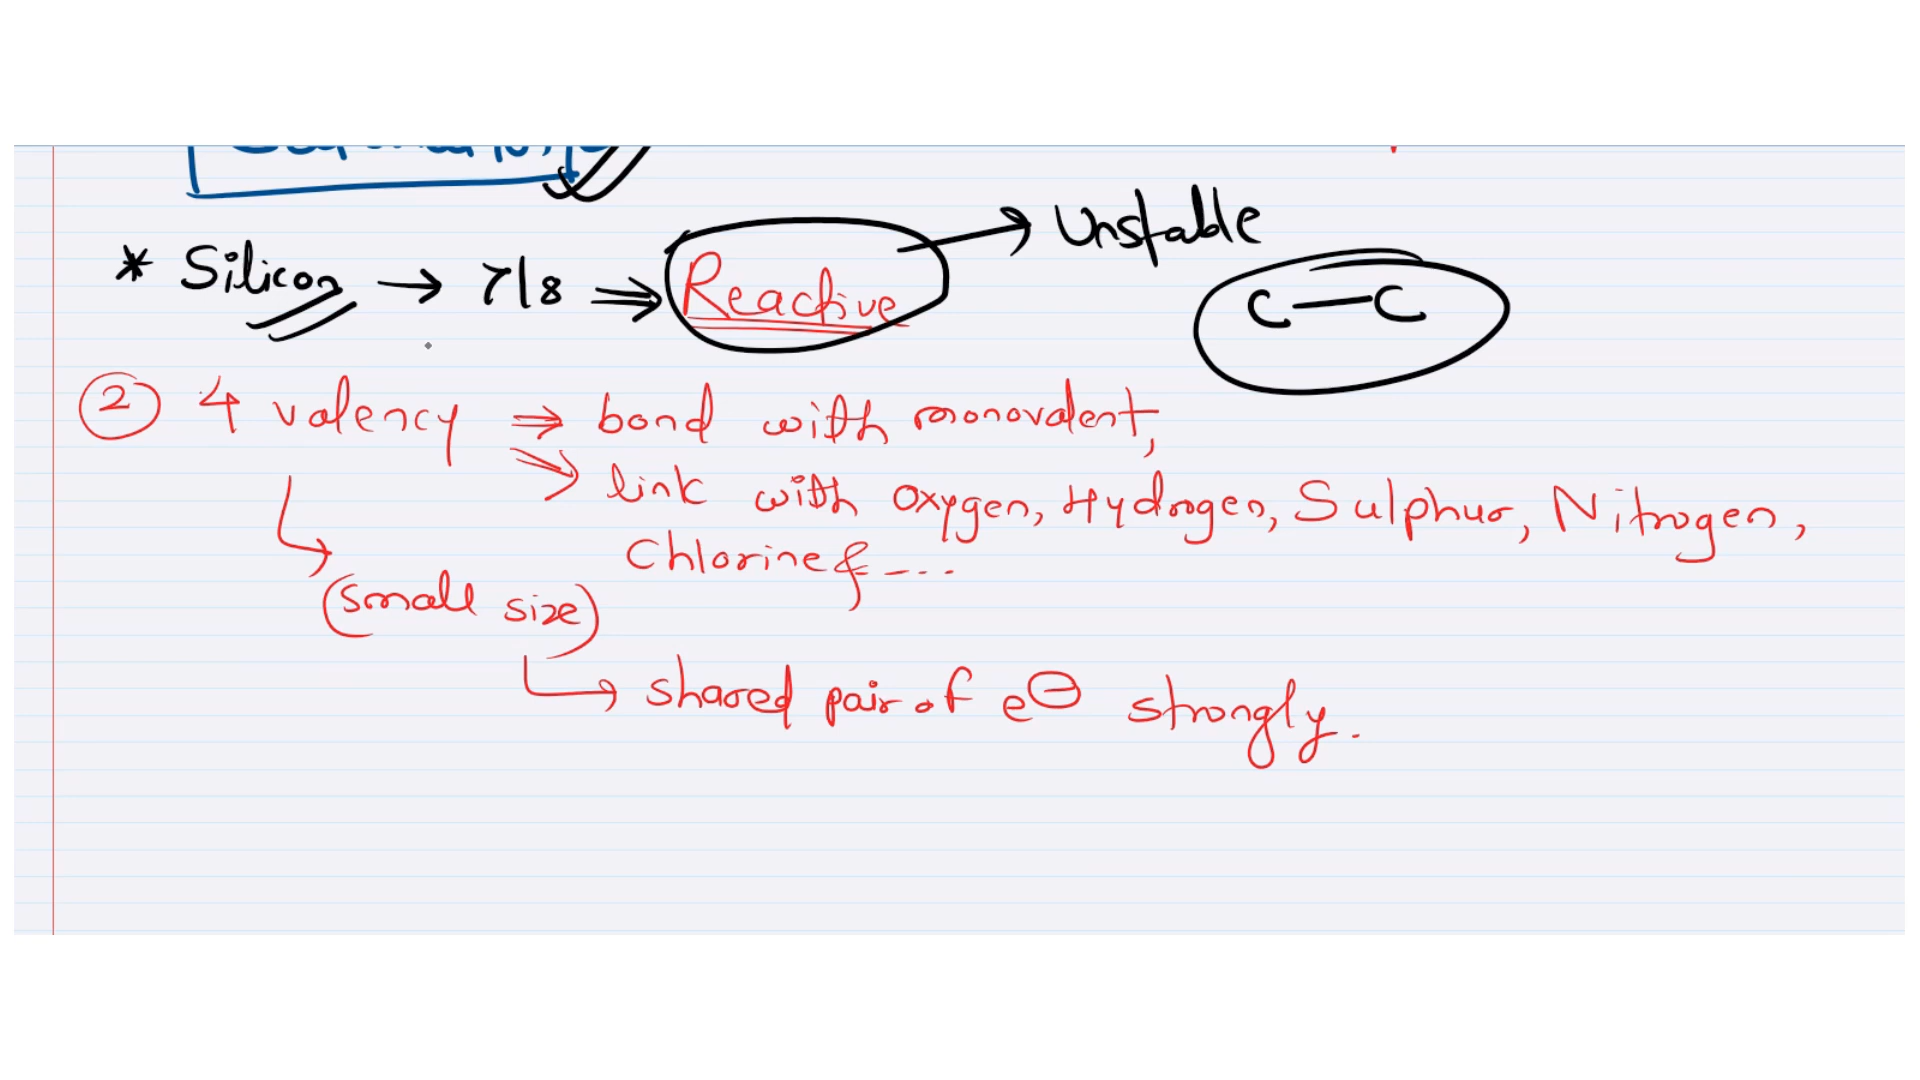 * Silicon → 7/8 ⇒ Reactive → Unstable
C — C
② 4 valency ⇒ bond with monovalent,
⇒ link with Oxygen, Hydrogen, Sulphur, Nitrogen,
Chlorine & ----
(small size)
↳ shared pair of e⊖ strongly.